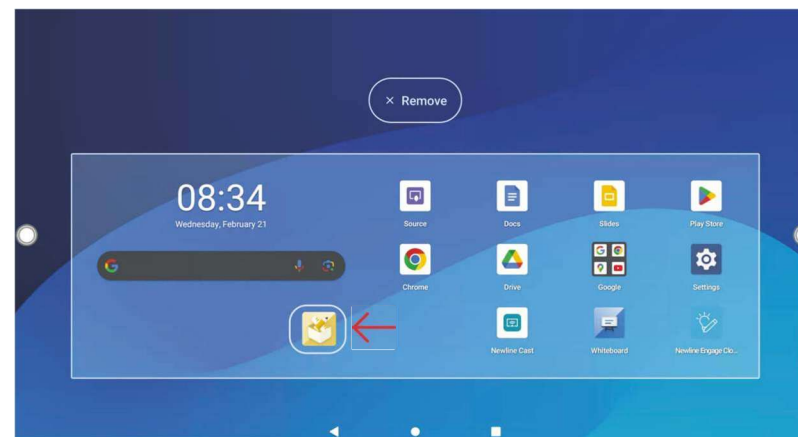 × Remove
08:34
Wednesday, February 21
Source
Docs
Slides
Play Store
Chrome
Drive
Google
Settings
Newline Cast
Whiteboard
Newline Engage Clo...